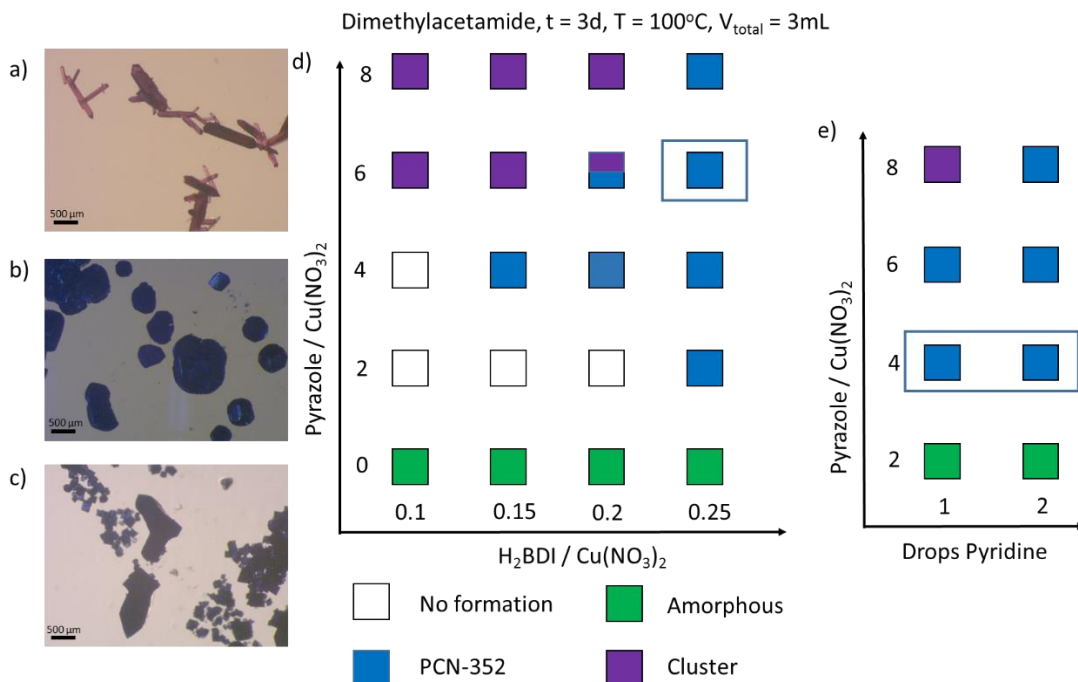 Dimethylacetamide, t = 3d, T = 100°C, V_total = 3mL
a)
500 μm
b)
500 μm
c)
500 μm
d)
Pyrazole / Cu(NO₃)₂
8
6
4
2
0
0.1 0.15 0.2 0.25
H₂BDI / Cu(NO₃)₂
No formation
Amorphous
PCN-352
Cluster
e)
Pyrazole / Cu(NO₃)₂
8
6
4
2
1 2
Drops Pyridine